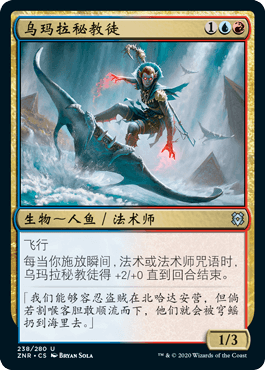 乌玛拉秘教徒 1
生物～人鱼／法术师
飞行
每当你施放瞬间,法术或法术师咒语时,
乌玛拉秘教徒得 +2/+0 直到回合结束。
「我们能够容忍盗贼在北哈达安营,但倘
若割喉客胆敢顺流而下,他们就会被穹鳐
扔到海里去。」
1/3
238/280 U
ZNR • CS BRYAN SOLA
™ & © 2020 Wizards of the Coast